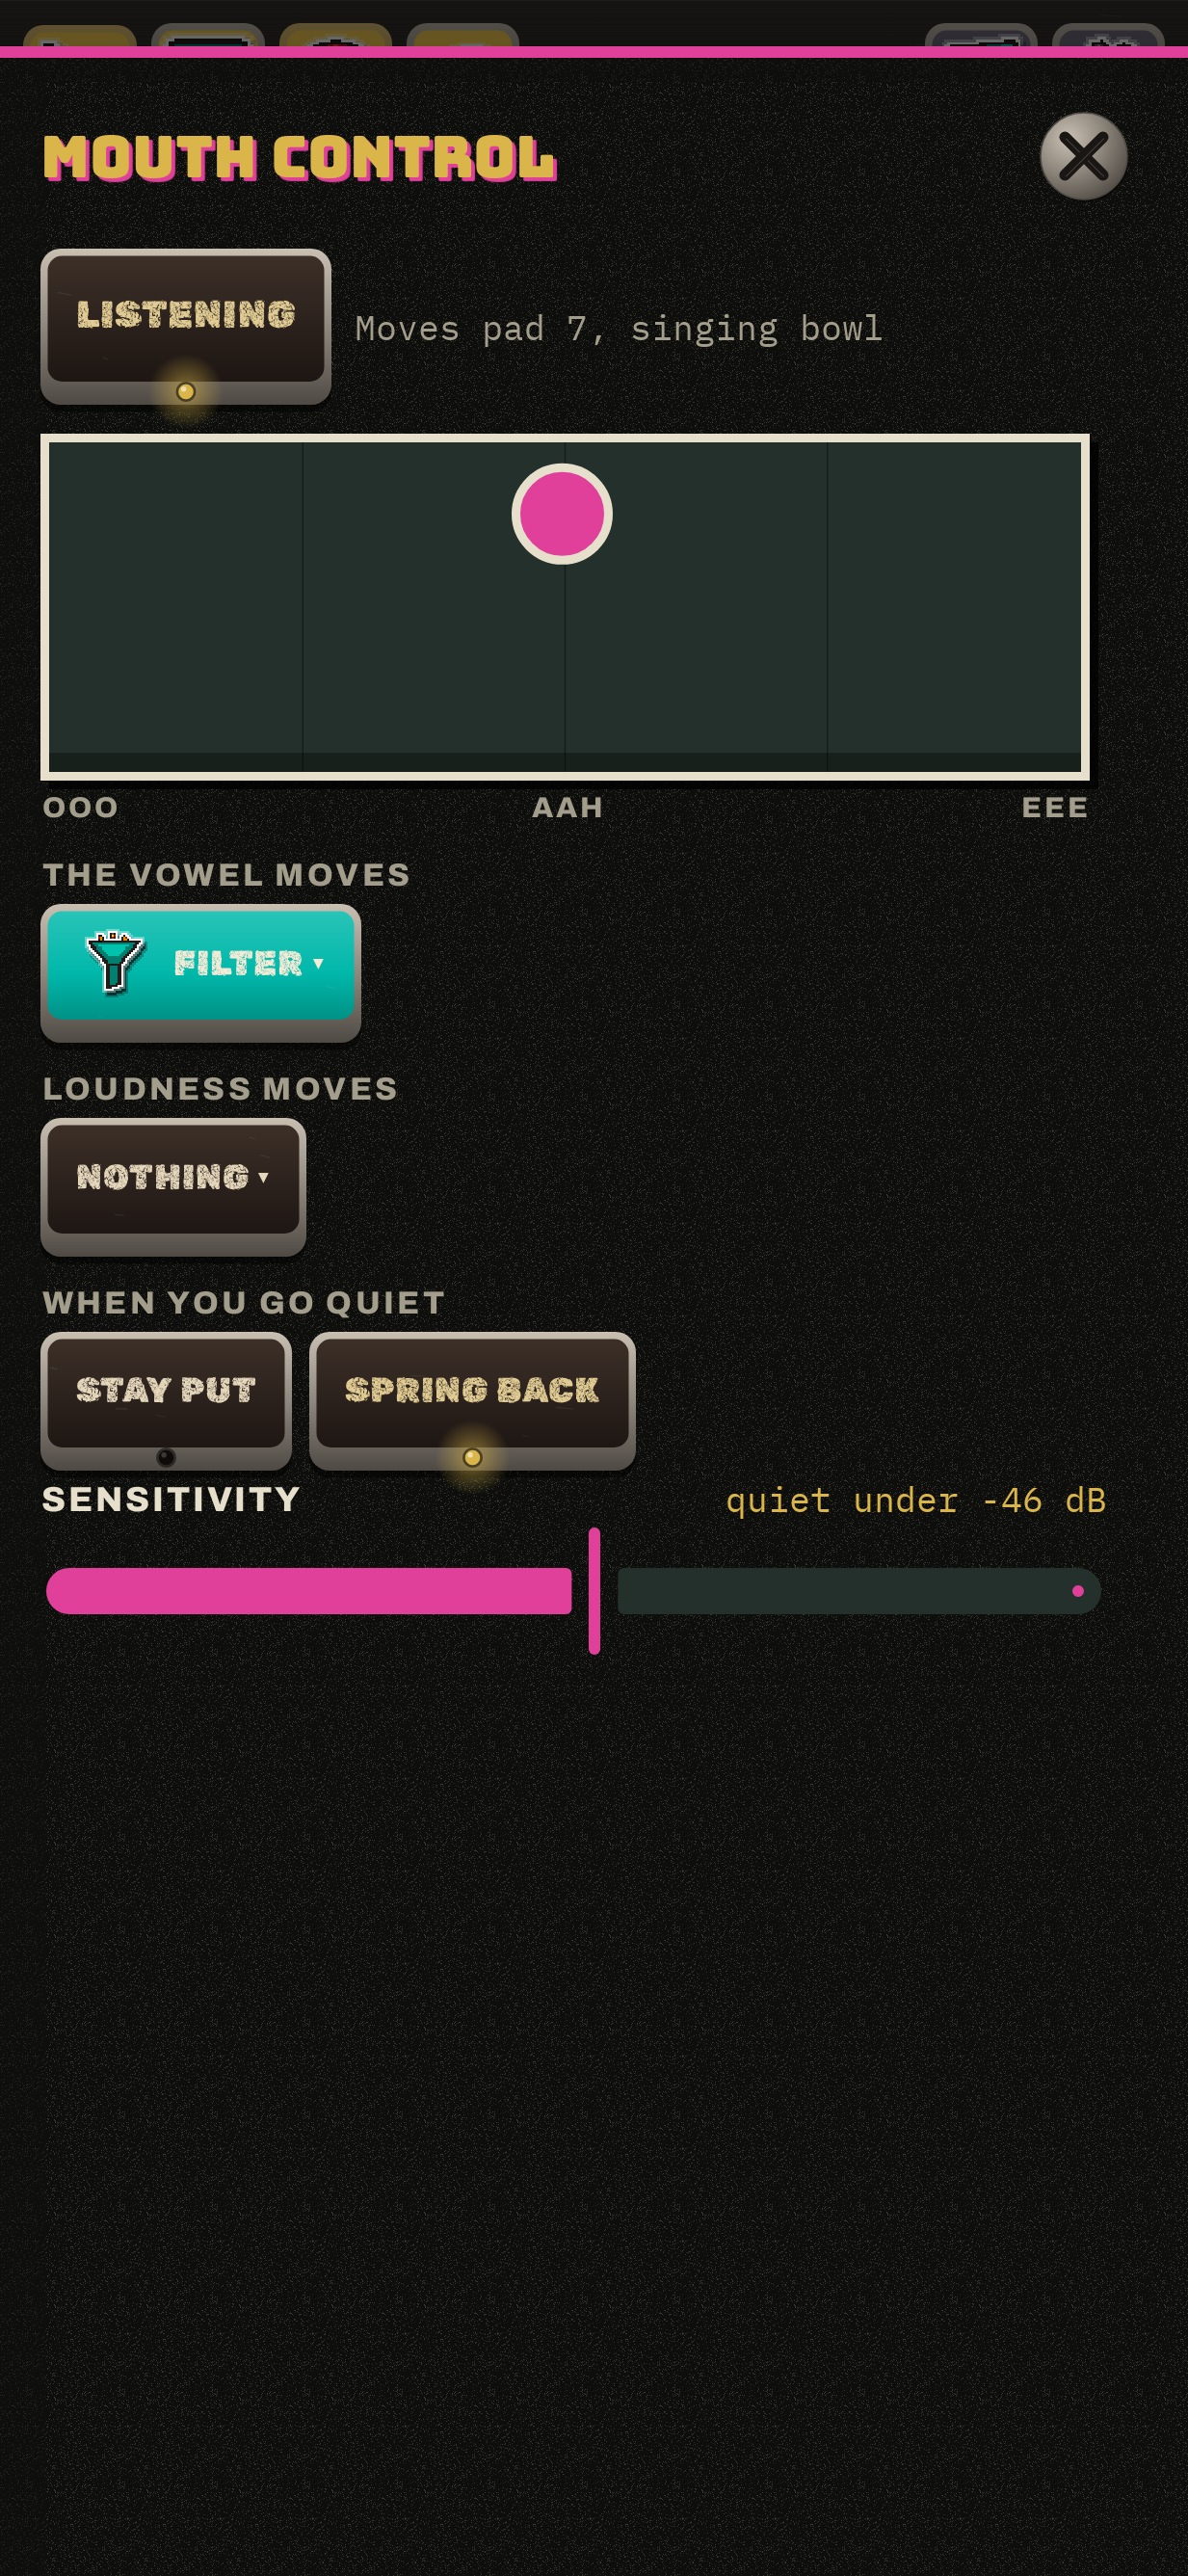 MOUTH CONTROL
LISTENING
Moves pad 7, singing bowl
OOO AAH EEE
THE VOWEL MOVES
FILTER ▾
LOUDNESS MOVES
NOTHING ▾
WHEN YOU GO QUIET
STAY PUT SPRING BACK
SENSITIVITY quiet under -46 dB